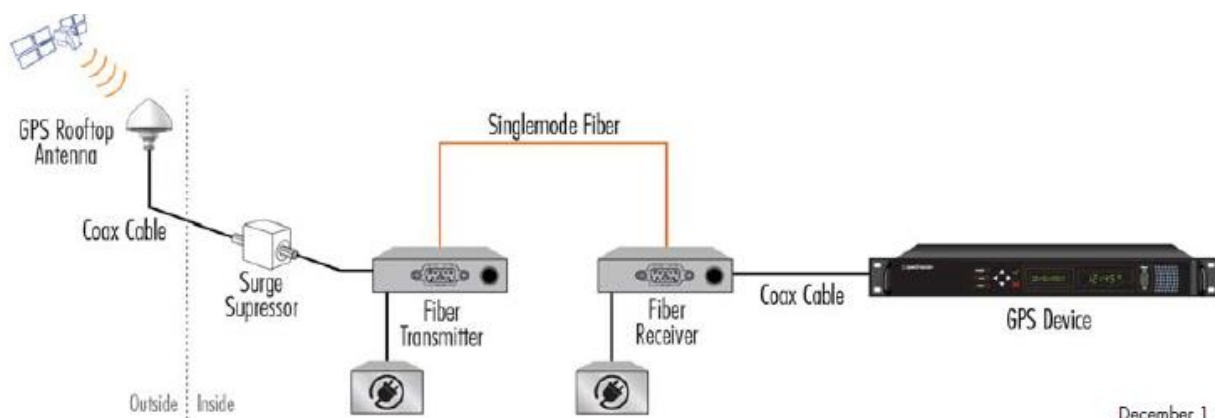 GPS Rooftop
Antenna
Coax Cable
Surge
Supressor
Singlemode Fiber
Fiber
Transmitter
Fiber
Receiver
Coax Cable
GPS Device
Outside
Inside
December 1